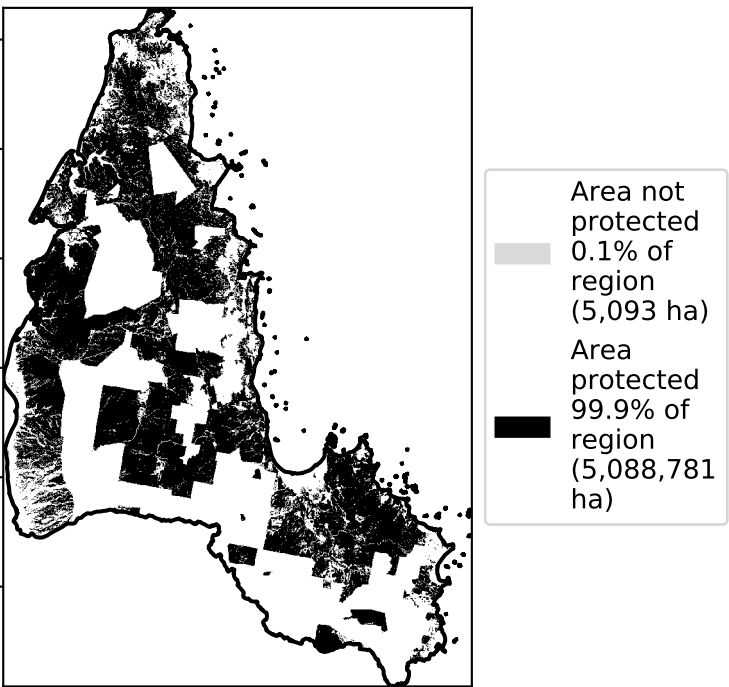 Area not
protected
0.1% of
region
(5,093 ha)
Area
protected
99.9% of
region
(5,088,781
ha)